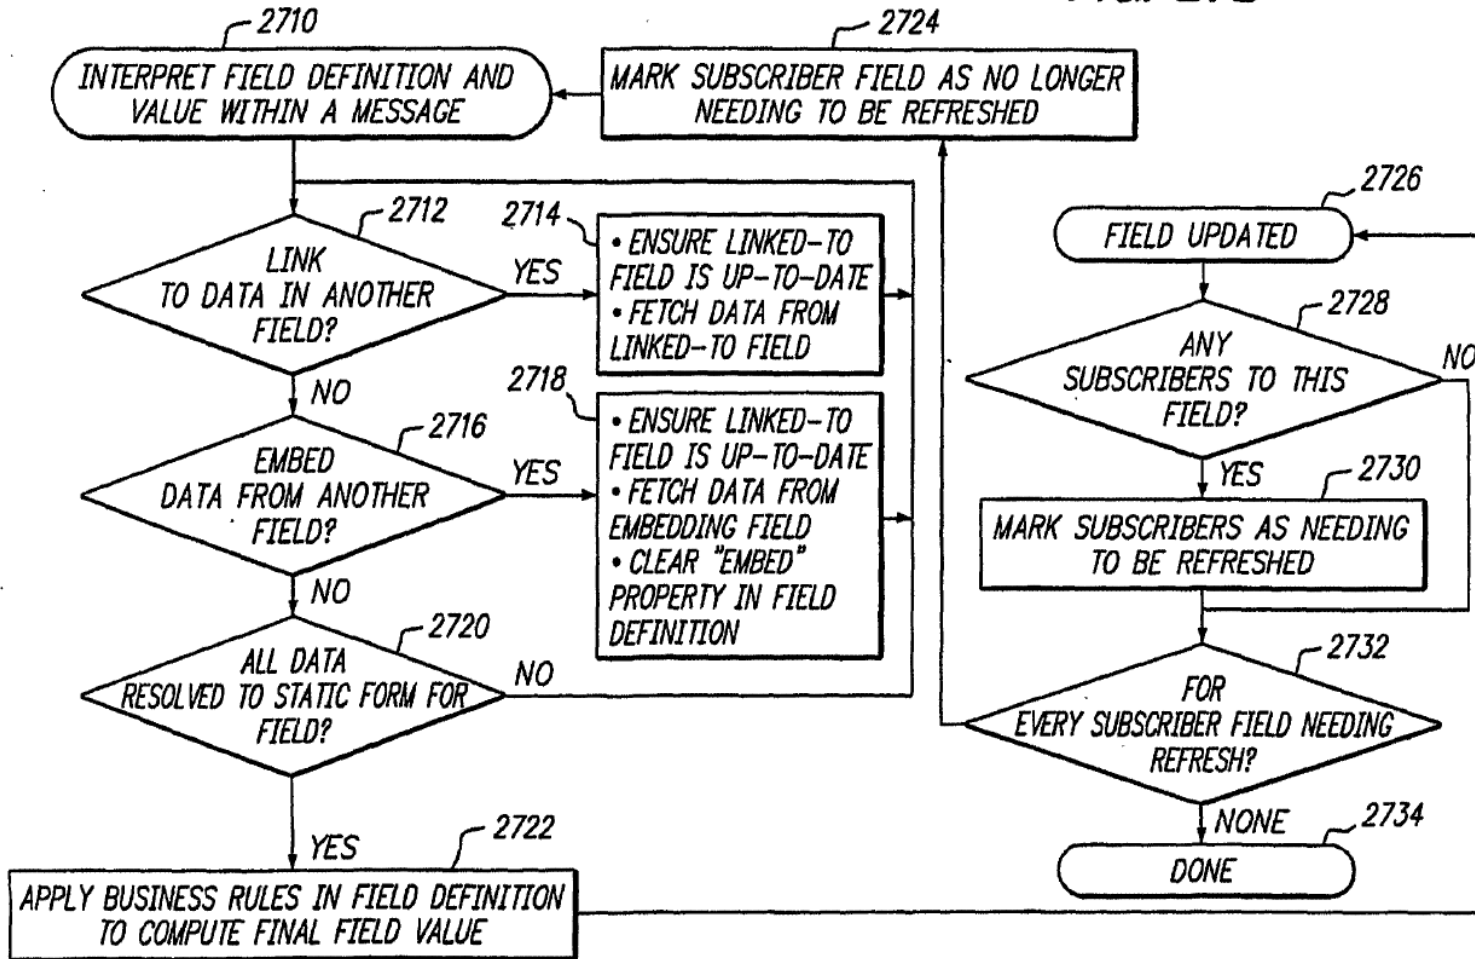 2710
INTERPRET FIELD DEFINITION AND
VALUE WITHIN A MESSAGE
2724
MARK SUBSCRIBER FIELD AS NO LONGER
NEEDING TO BE REFRESHED
2712
LINK
TO DATA IN ANOTHER
FIELD?
YES
NO
2714
• ENSURE LINKED-TO
FIELD IS UP-TO-DATE
• FETCH DATA FROM
LINKED-TO FIELD
2716
EMBED
DATA FROM ANOTHER
FIELD?
YES
NO
2718
• ENSURE LINKED-TO
FIELD IS UP-TO-DATE
• FETCH DATA FROM
EMBEDDING FIELD
• CLEAR "EMBED"
PROPERTY IN FIELD
DEFINITION
2720
ALL DATA
RESOLVED TO STATIC FORM FOR
FIELD?
NO
YES
2722
APPLY BUSINESS RULES IN FIELD DEFINITION
TO COMPUTE FINAL FIELD VALUE
2726
FIELD UPDATED
2728
ANY
SUBSCRIBERS TO THIS
FIELD?
NO
YES
2730
MARK SUBSCRIBERS AS NEEDING
TO BE REFRESHED
2732
FOR
EVERY SUBSCRIBER FIELD NEEDING
REFRESH?
NONE
2734
DONE